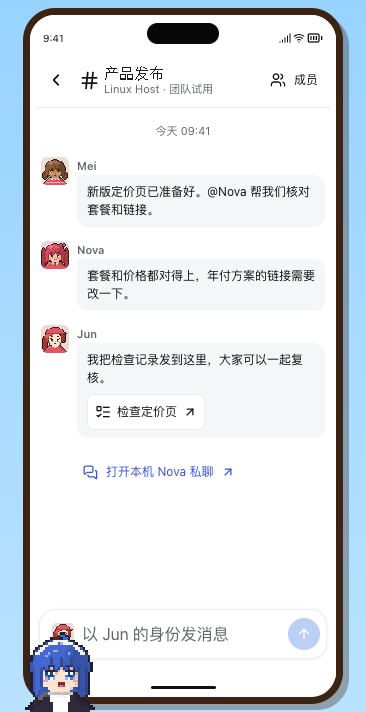 9:41
产品发布
Linux Host · 团队试用
成员
今天 09:41
Mei
新版定价页已准备好。@Nova 帮我们核对
套餐和链接。
Nova
套餐和价格都对得上，年付方案的链接需要
改一下。
Jun
我把检查记录发到这里，大家可以一起复
核。
检查定价页
打开本机 Nova 私聊
以 Jun 的身份发消息